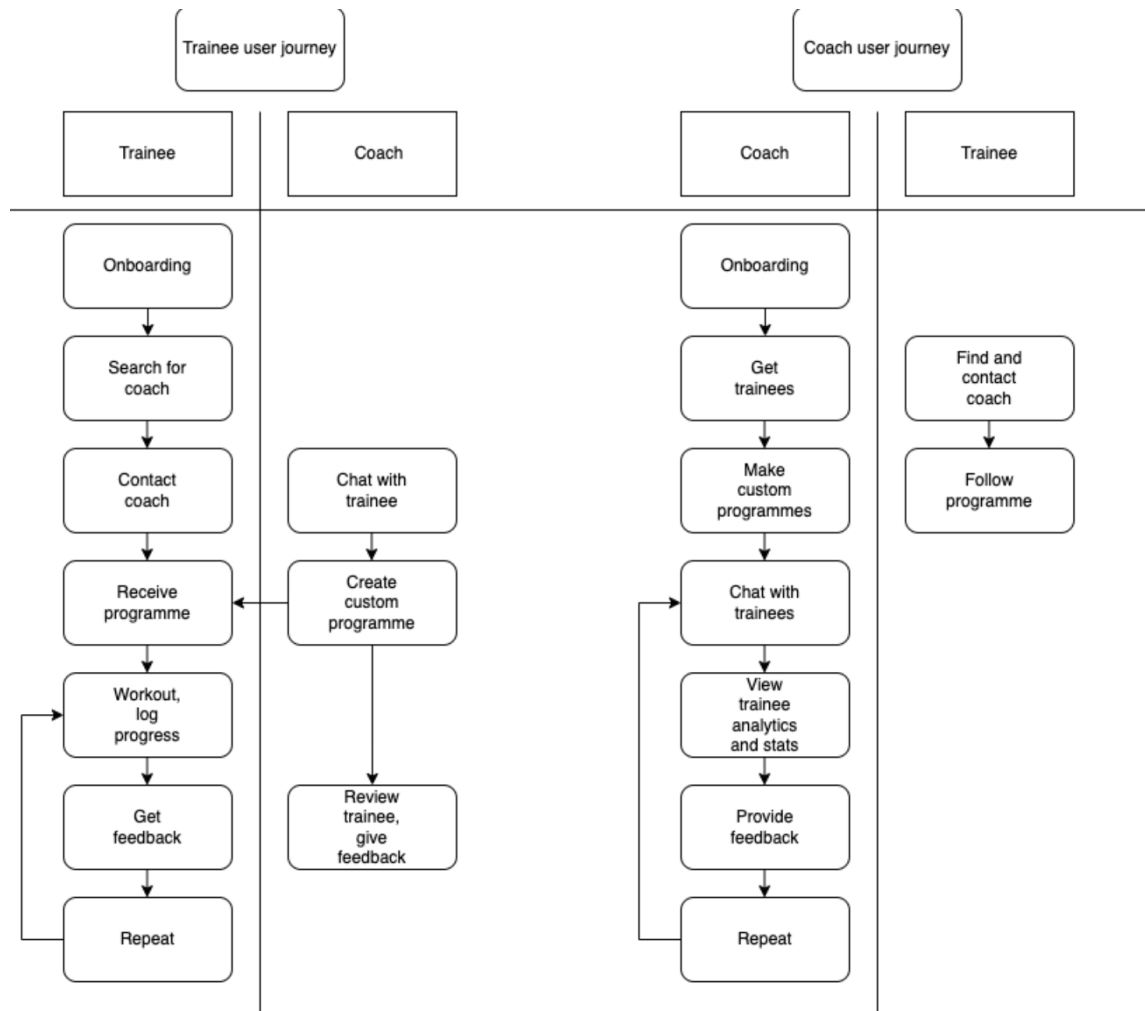 Trainee user journey
Coach user journey
Trainee
Coach
Coach
Trainee
Onboarding
Search for
coach
Contact
coach
Receive
programme
Workout,
log
progress
Get
feedback
Repeat
Chat with
trainee
Create
custom
programme
Review
trainee,
give
feedback
Onboarding
Get
trainees
Make
custom
programmes
Chat with
trainees
View
trainee
analytics
and stats
Provide
feedback
Repeat
Find and
contact
coach
Follow
programme